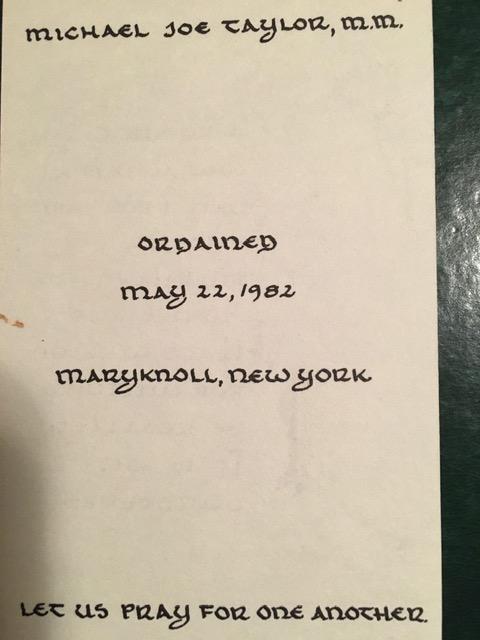 MICHAEL JOE TAYLOR, M.M.
ORDAINED
MAY 22, 1982
MARYKNOLL, NEW YORK
LET US PRAY FOR ONE ANOTHER.